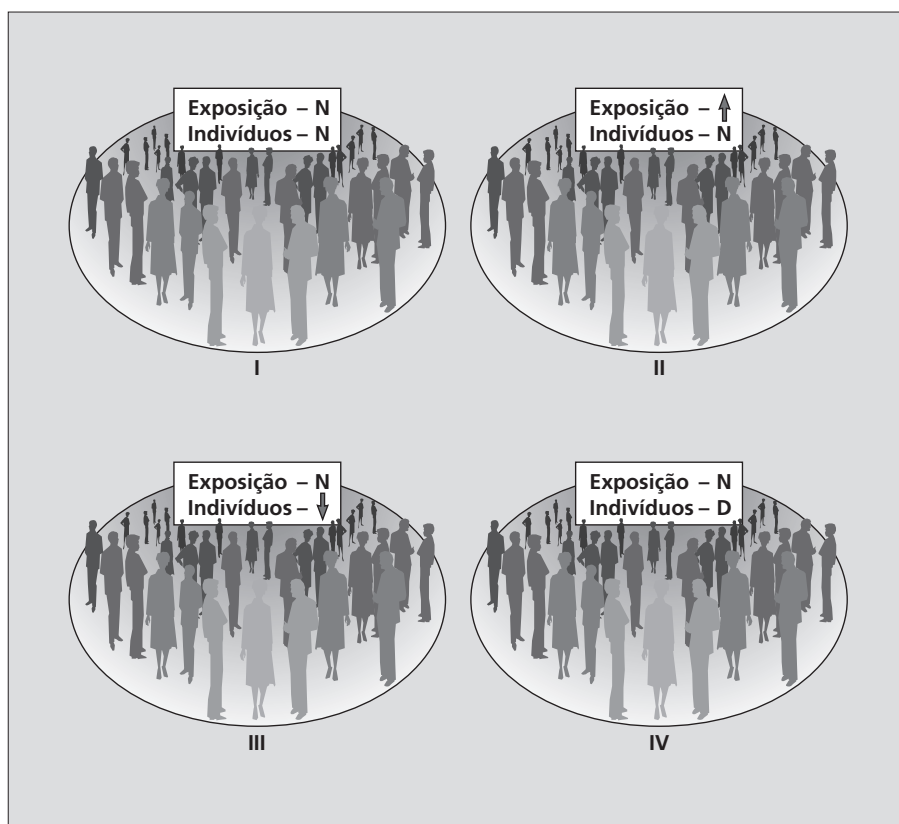 Exposição – N
Indivíduos – N
I
Exposição – ↑
Indivíduos – N
II
Exposição – N
Indivíduos – ↓
III
Exposição – N
Indivíduos – D
IV